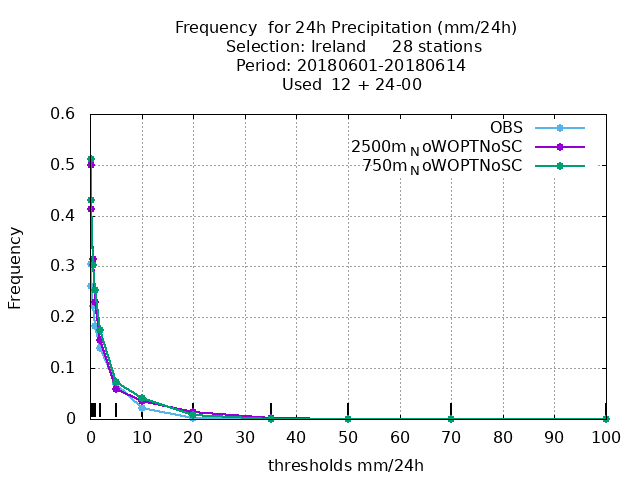 Frequency  for 24h Precipitation (mm/24h)
Selection: Ireland     28 stations
Period: 20180601-20180614
Used  12 + 24-00
0.6
0.5
0.4
0.3
0.2
0.1
0
Frequency
OBS
2500m_NoWOPTNoSC
750m_NoWOPTNoSC
0 10 20 30 40 50 60 70 80 90 100
thresholds mm/24h